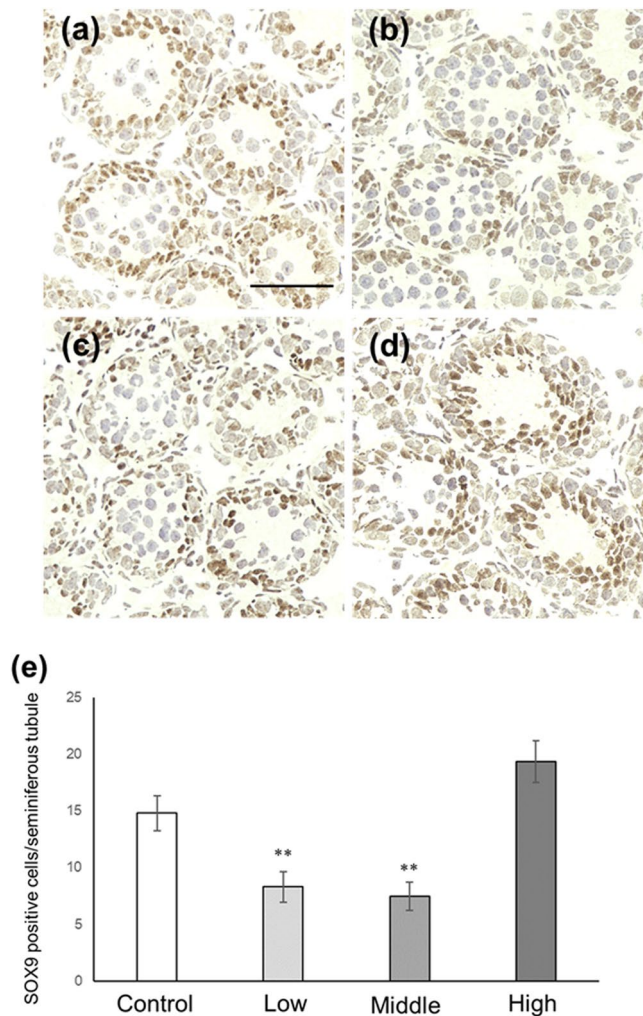 (a)
(b)
(c)
(d)
(e)
SOX9 positive cells/seminiferous tubule
25
20
15
10
5
0
**
**
Control Low Middle High